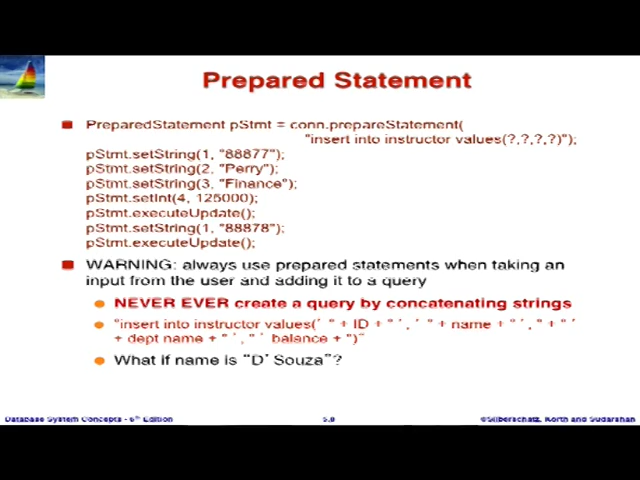 Prepared Statement
PreparedStatement pStmt = conn.prepareStatement(
"insert into instructor values(?,?,?,?)");
pStmt.setString(1, "88877");
pStmt.setString(2, "Perry");
pStmt.setString(3, "Finance");
pStmt.setInt(4, 125000);
pStmt.executeUpdate();
pStmt.setString(1, "88878");
pStmt.executeUpdate();
WARNING: always use prepared statements when taking an
input from the user and adding it to a query
NEVER EVER create a query by concatenating strings
"insert into instructor values(´ " + ID + " ´, ´ " + name + " ´, " + " ´
+ dept name + " ´, " ´ balance + ")"
What if name is "D´ Souza"?
Database System Concepts - 6th Edition
5.9
©Silberschatz, Korth and Sudarshan